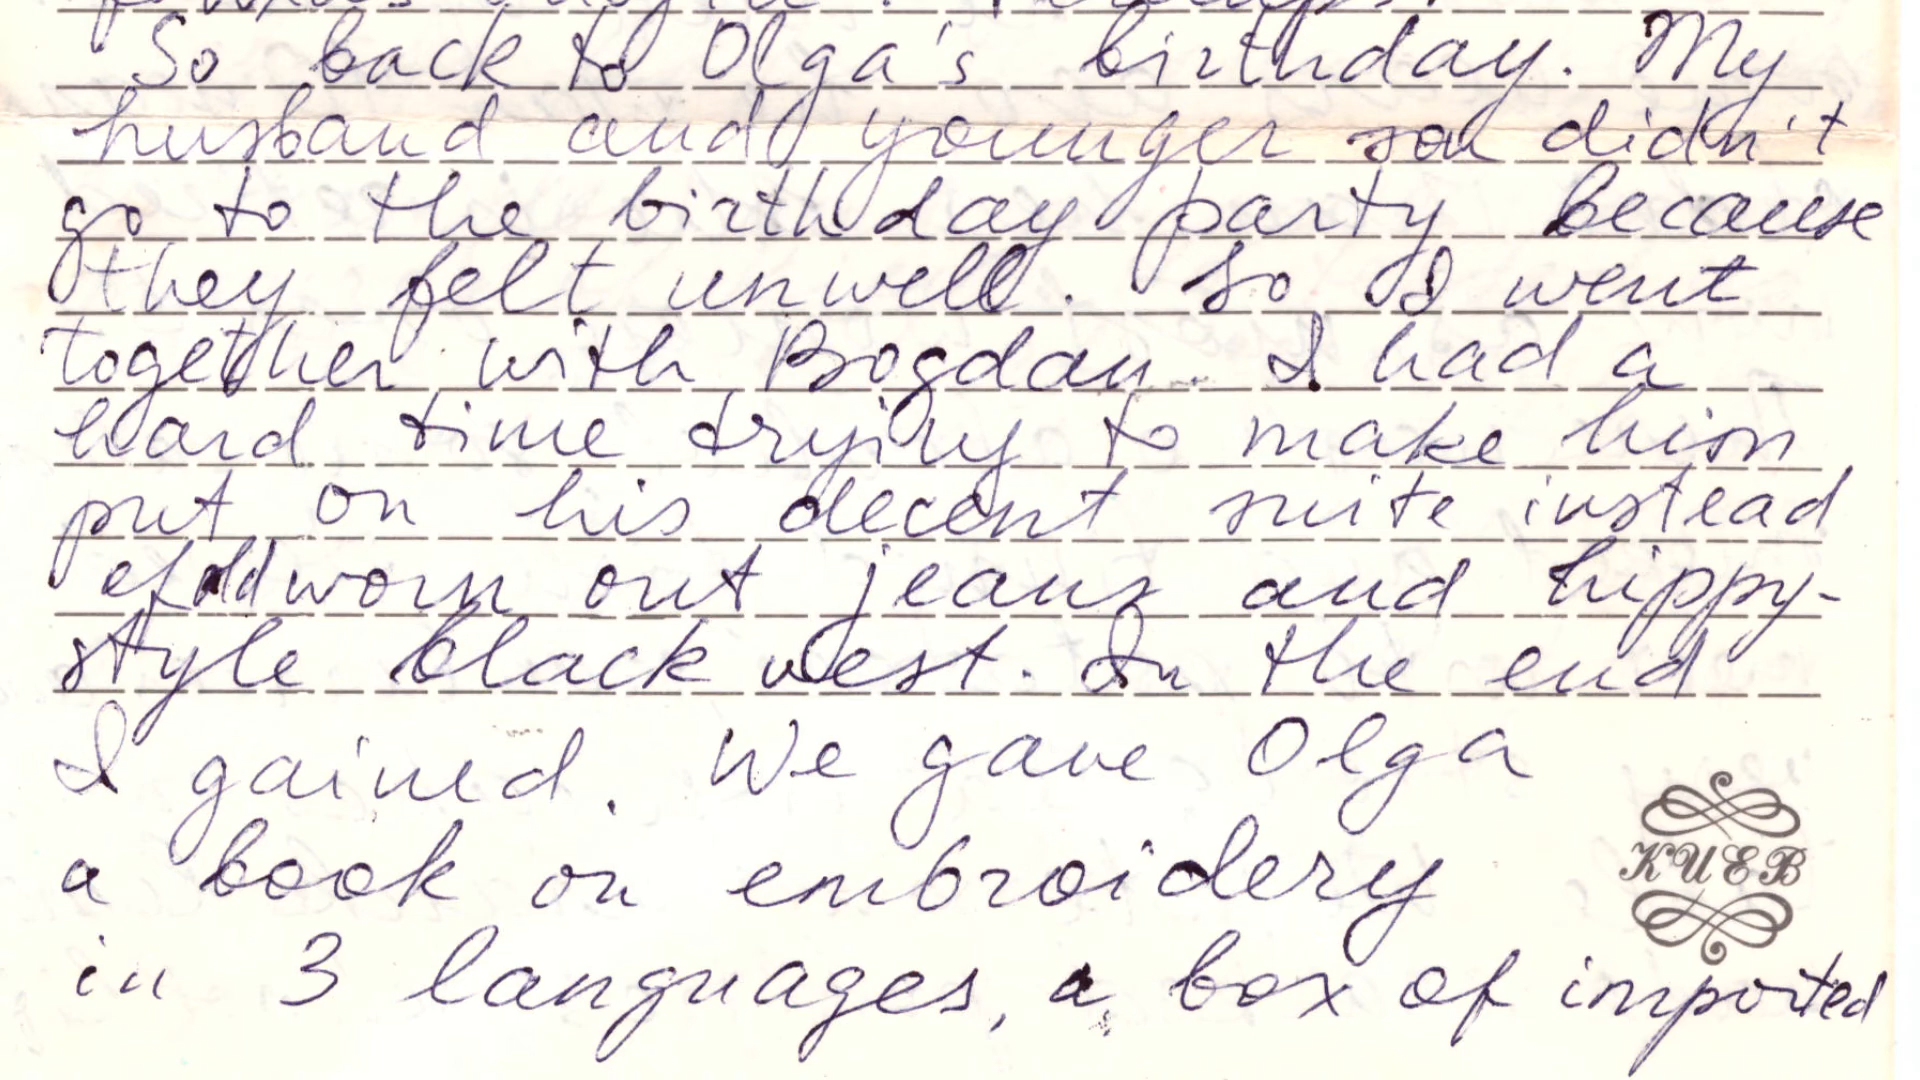 So back to Olga's birthday. My
husband and younger son didn't
go to the birthday party because
they felt unwell. So I went
together with Bogdan. I had a
hard time trying to make him
put on his decent suite instead
of old worn out jeans and hippy-
style black vest. In the end
I gained. We gave Olga
a book on embroidery
КИЕВ
in 3 languages, a box of imported